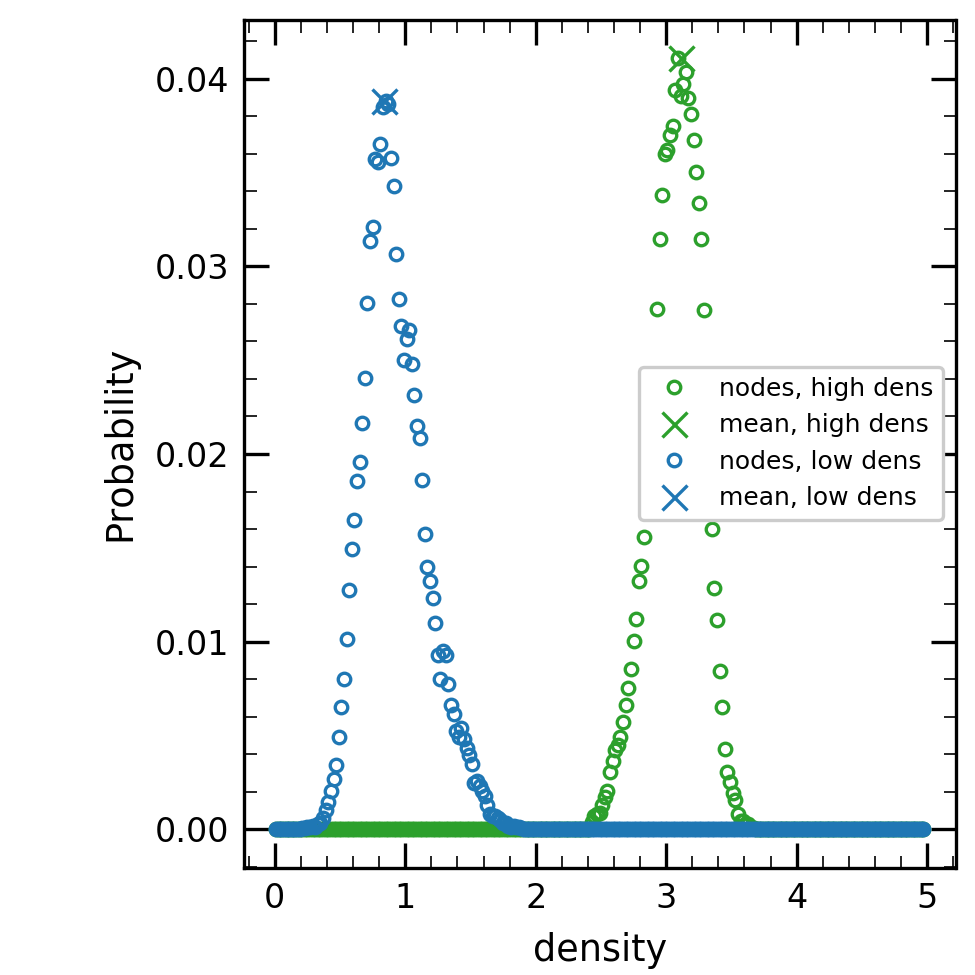 0.04
0.03
0.02
0.01
0.00
Probability
nodes, high dens
mean, high dens
nodes, low dens
mean, low dens
0 1 2 3 4 5
density